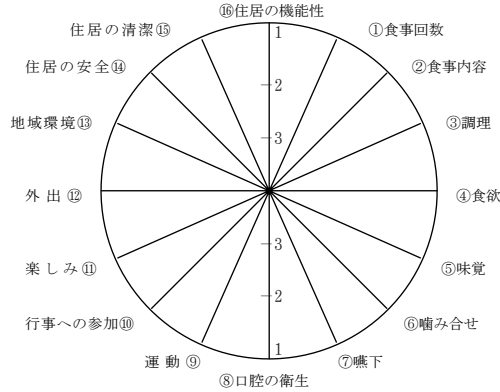 ⑯住居の機能性
①食事回数
②食事内容
③調理
④食欲
⑤味覚
⑥噛み合せ
⑦嚥下
⑧口腔の衛生
運 動 ⑨
行事への参加⑩
楽しみ⑪
外 出 ⑫
地域環境⑬
住居の安全⑭
住居の清潔⑮
1
2
3
3
2
1